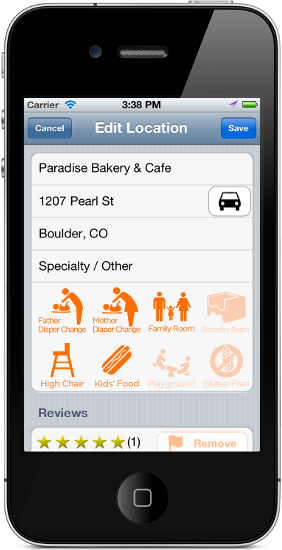 Carrier 3:38 PM
Cancel Edit Location Save
Paradise Bakery & Cafe
1207 Pearl St
Boulder, CO
Specialty / Other
Father Diaper Change
Mother Diaper Change
Family Room
Booster Seats
High Chair
Kids' Food
Playground
Gluten-Free
Reviews
(1) Remove